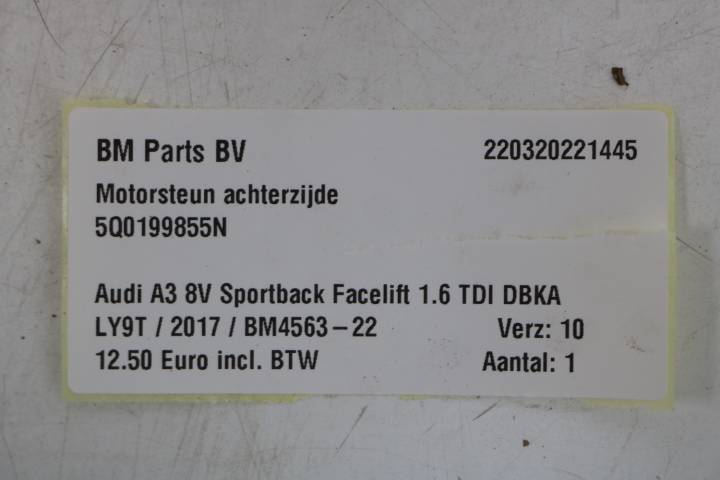 BM Parts BV 220320221445
Motorsteun achterzijde
5Q0199855N
Audi A3 8V Sportback Facelift 1.6 TDI DBKA
LY9T / 2017 / BM4563-22 Verz: 10
12.50 Euro incl. BTW Aantal: 1